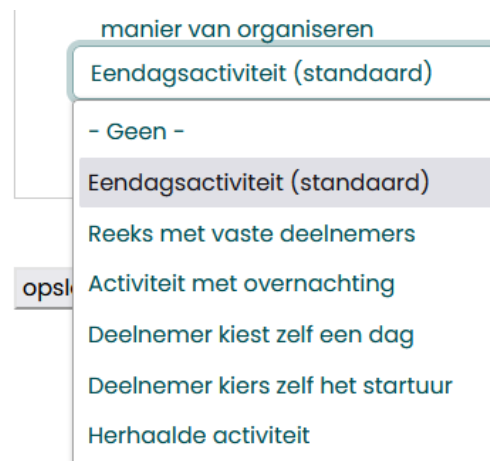 manier van organiseren
Eendagsactiviteit (standaard)
- Geen -
Eendagsactiviteit (standaard)
Reeks met vaste deelnemers
opsl
Activiteit met overnachting
Deelnemer kiest zelf een dag
Deelnemer kiers zelf het startuur
Herhaalde activiteit